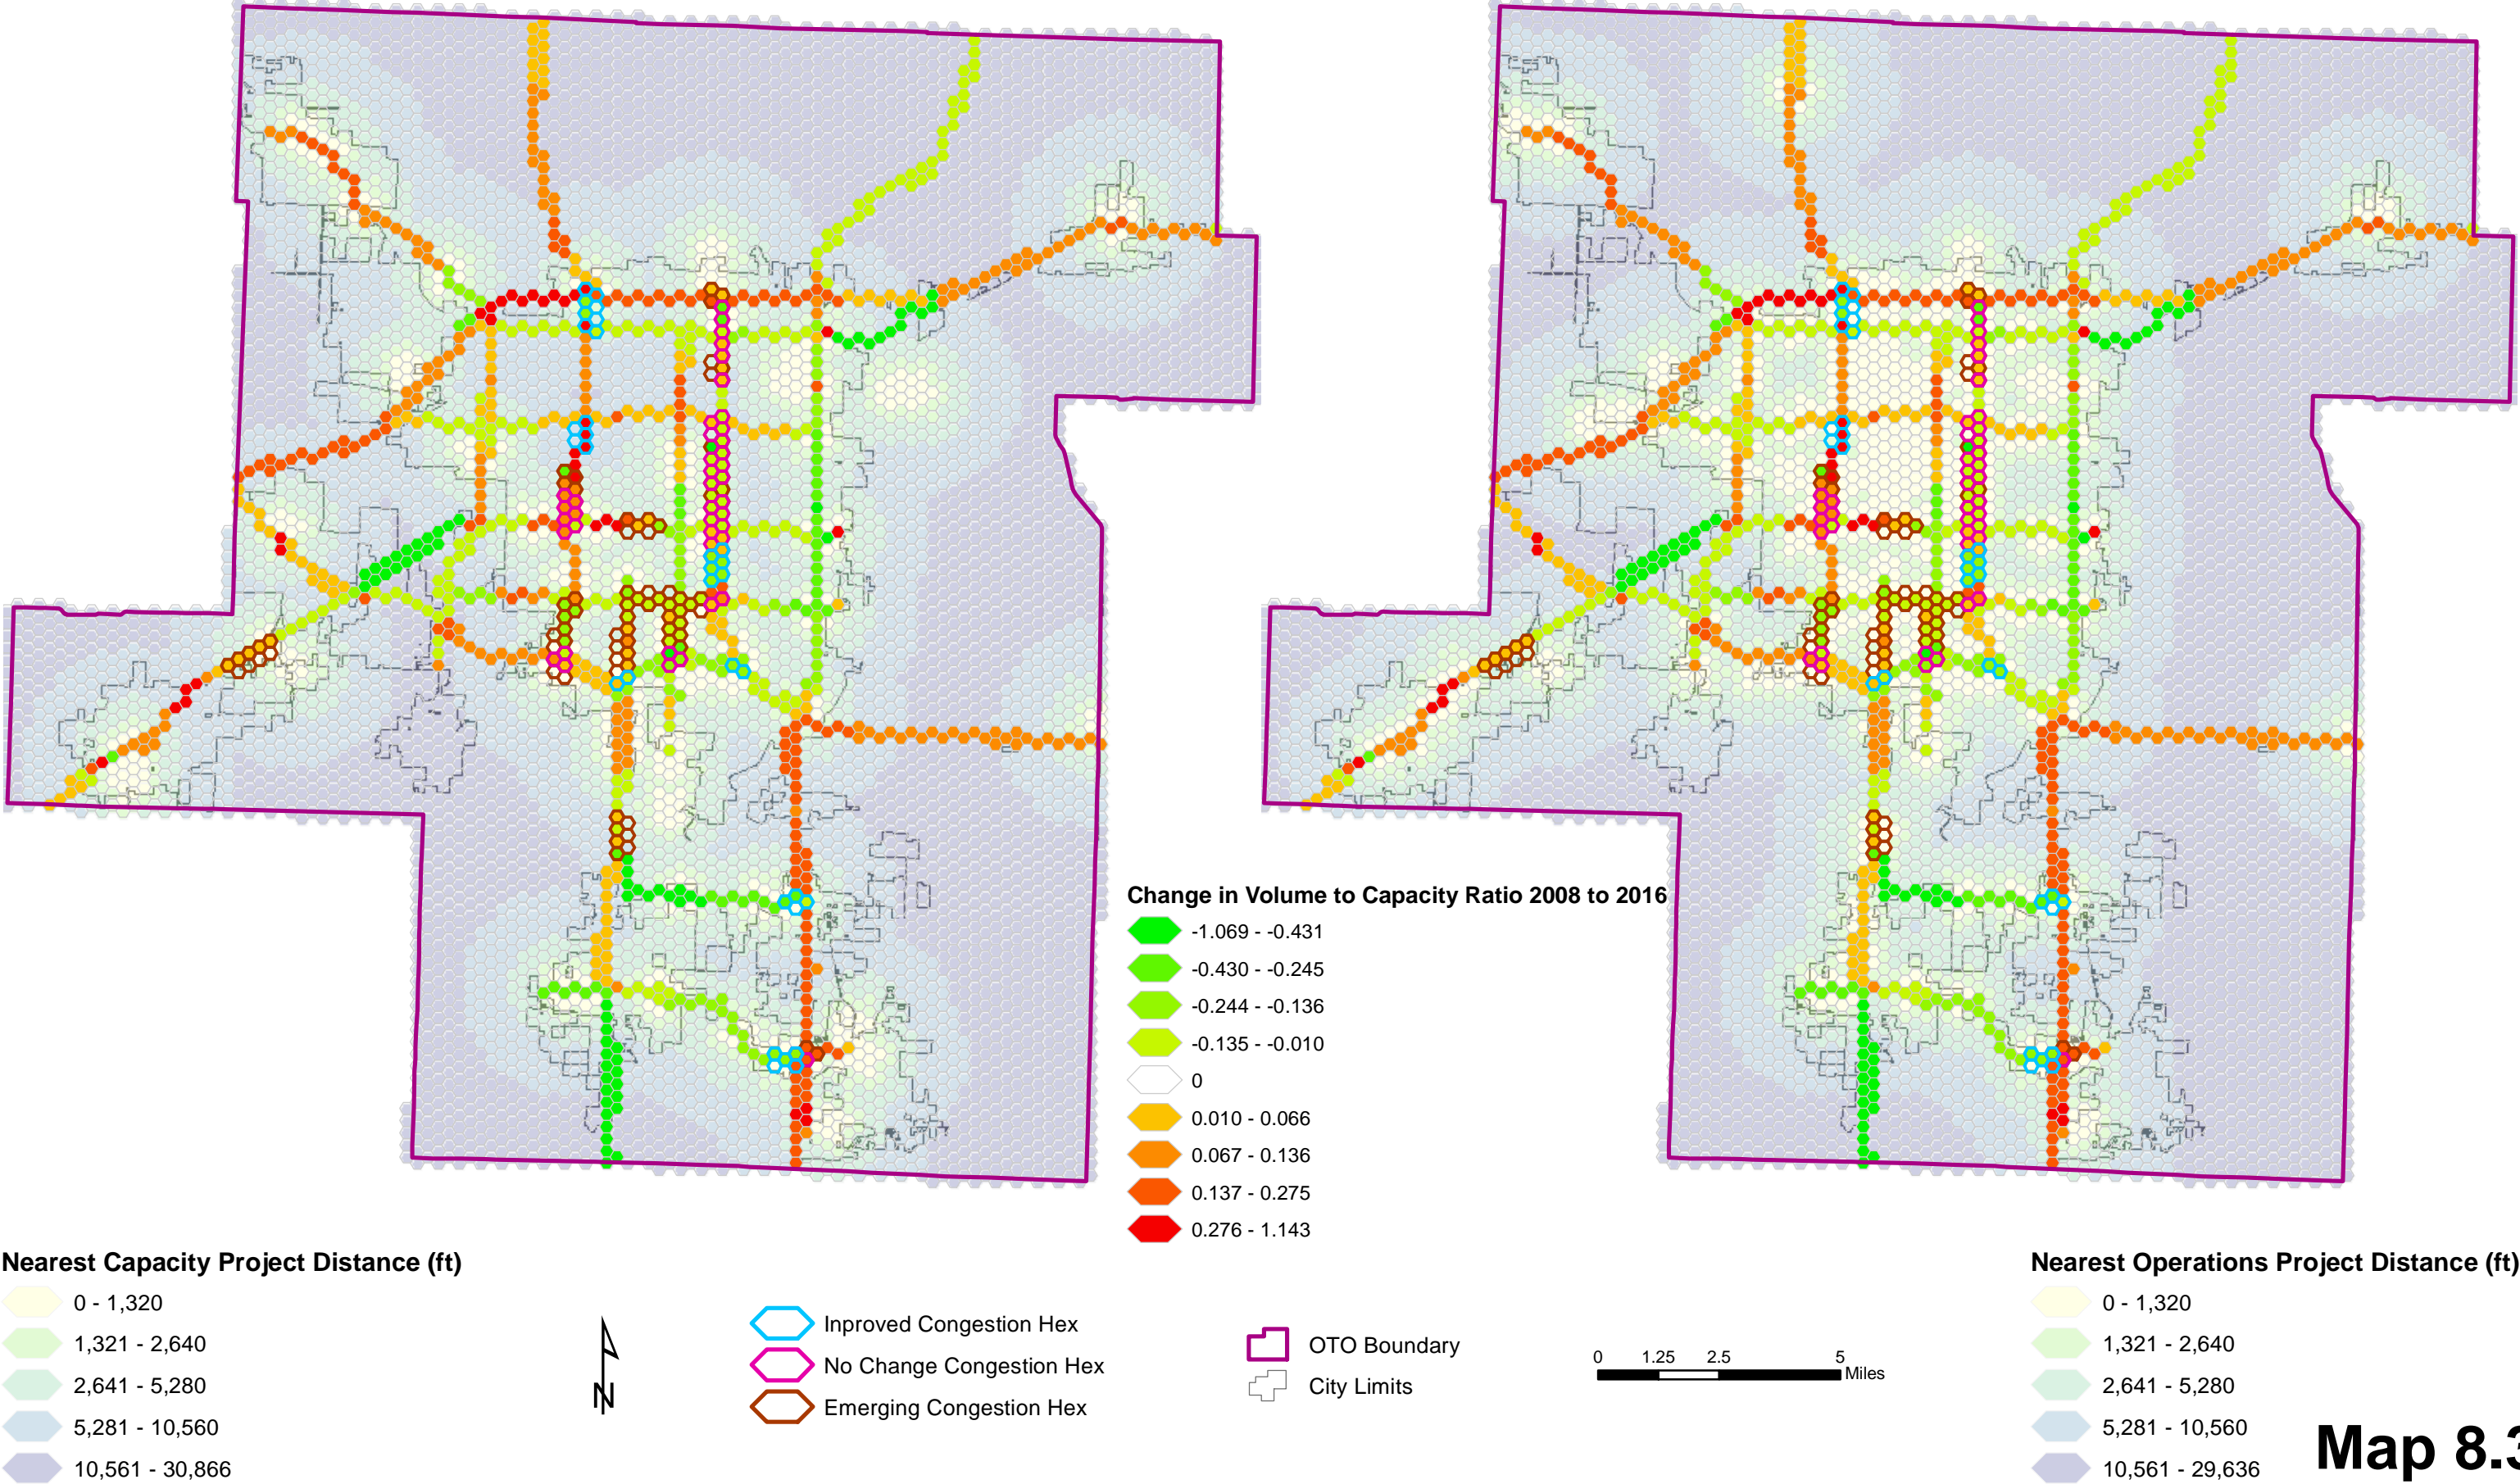 Change in Volume to Capacity Ratio 2008 to 2016
-1.069 - -0.431
-0.430 - -0.245
-0.244 - -0.136
-0.135 - -0.010
0
0.010 - 0.066
0.067 - 0.136
0.137 - 0.275
0.276 - 1.143
Nearest Capacity Project Distance (ft)
0 - 1,320
1,321 - 2,640
2,641 - 5,280
5,281 - 10,560
10,561 - 30,866
N
Inproved Congestion Hex
No Change Congestion Hex
Emerging Congestion Hex
OTO Boundary
City Limits
0 1.25 2.5 5
Miles
Nearest Operations Project Distance (ft)
0 - 1,320
1,321 - 2,640
2,641 - 5,280
5,281 - 10,560
10,561 - 29,636
Map 8.3